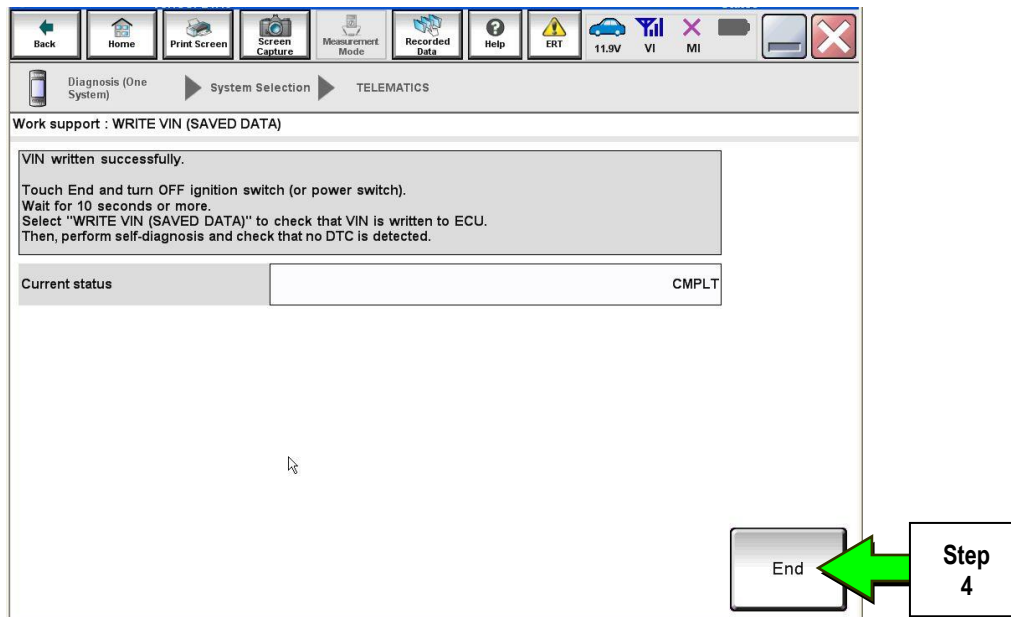 Back
Home
Print Screen
Screen
Capture
Measurement
Mode
Recorded
Data
Help
ERT
11.9V
VI
MI
Diagnosis (One
System)
System Selection
TELEMATICS
Work support : WRITE VIN (SAVED DATA)
VIN written successfully.
Touch End and turn OFF ignition switch (or power switch).
Wait for 10 seconds or more.
Select "WRITE VIN (SAVED DATA)" to check that VIN is written to ECU.
Then, perform self-diagnosis and check that no DTC is detected.
Current status
CMPLT
End
Step
4